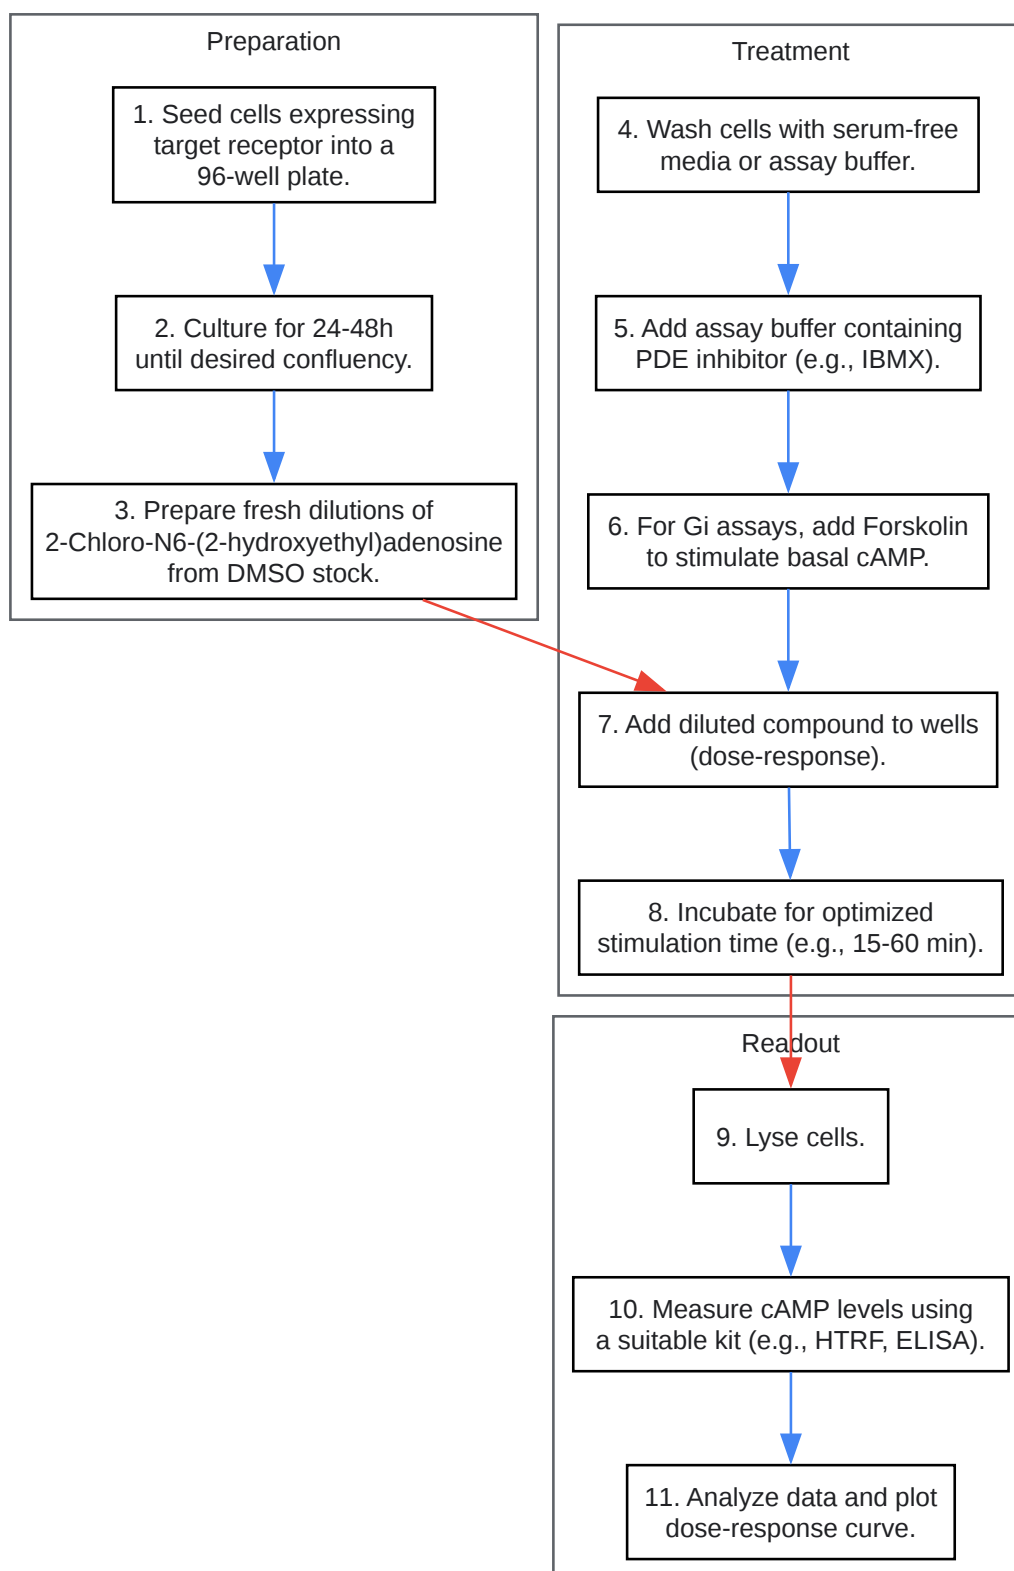 Preparation
1. Seed cells expressing
target receptor into a
96-well plate.
2. Culture for 24-48h
until desired confluency.
3. Prepare fresh dilutions of
2-Chloro-N6-(2-hydroxyethyl)adenosine
from DMSO stock.
Treatment
4. Wash cells with serum-free
media or assay buffer.
5. Add assay buffer containing
PDE inhibitor (e.g., IBMX).
6. For Gi assays, add Forskolin
to stimulate basal cAMP.
7. Add diluted compound to wells
(dose-response).
8. Incubate for optimized
stimulation time (e.g., 15-60 min).
Readout
9. Lyse cells.
10. Measure cAMP levels using
a suitable kit (e.g., HTRF, ELISA).
11. Analyze data and plot
dose-response curve.